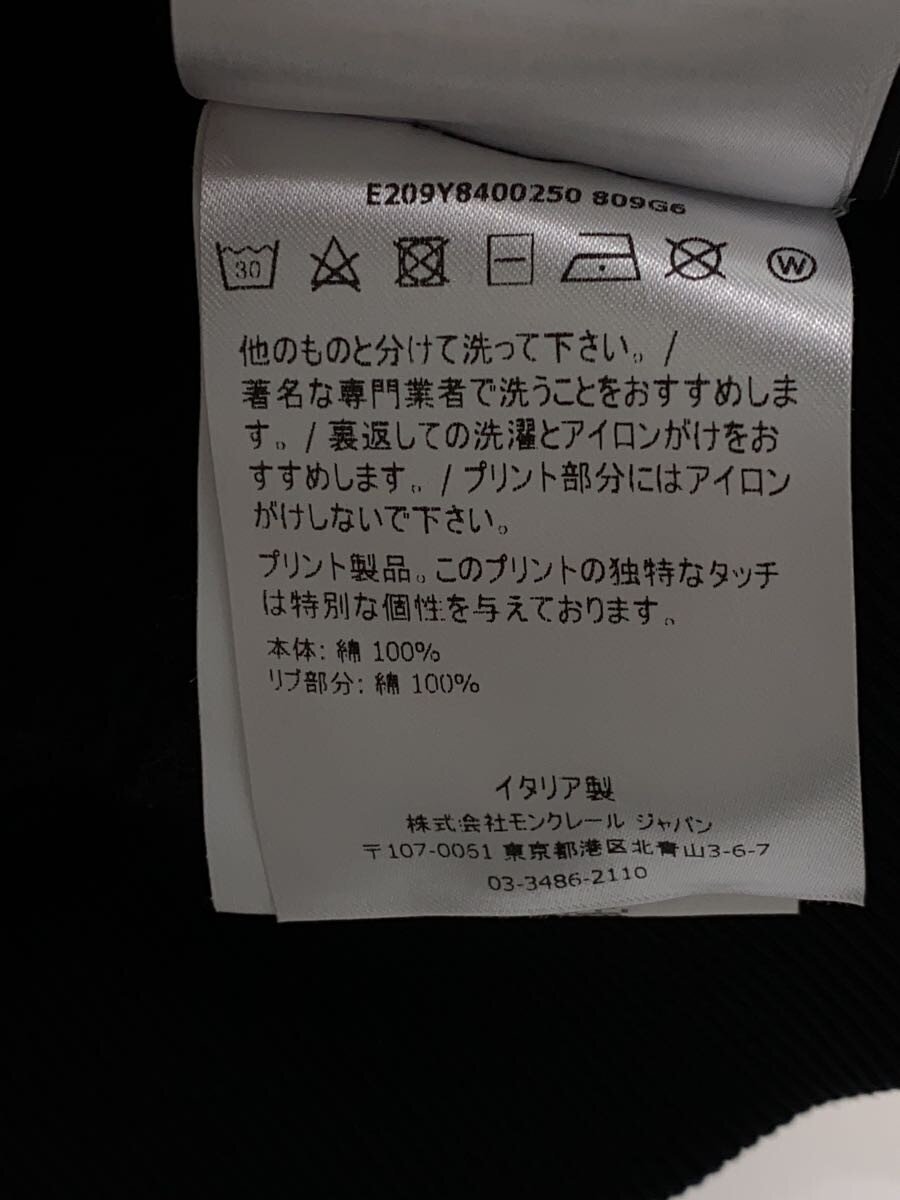 E209Y8400250 809G6
30
W
他のものと分けて洗って下さい。/
著名な専門業者で洗うことをおすすめしま
す。/ 裏返しての洗濯とアイロンがけをお
すすめします。/ プリント部分にはアイロン
がけしないで下さい。
プリント製品。このプリントの独特なタッチ
は特別な個性を与えております。
本体: 綿 100%
リブ部分: 綿 100%
イタリア製
株式会社モンクレール ジャパン
〒107-0061 東京都港区北青山3-6-7
03-3486-2110